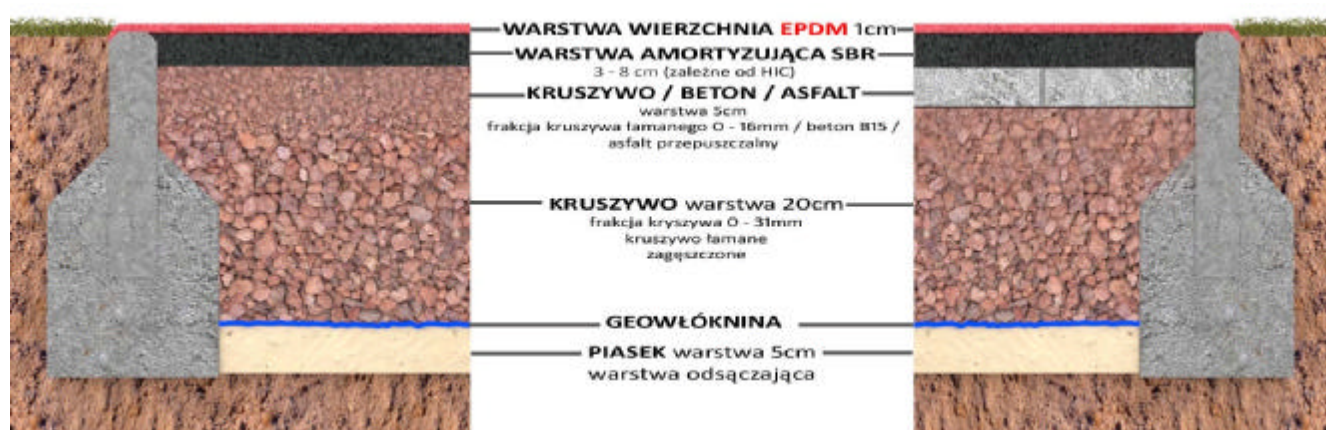 WARSTWA WIERZCHNIA EPDM 1cm
WARSTWA AMORTYZUJĄCA SBR
3 - 8 cm (zależne od HIC)
KRUSZYWO / BETON / ASFALT
warstwa 5cm
frakcja kruszywa łamanego 0 - 16mm / beton B15 /
asfalt przepuszczalny
KRUSZYWO warstwa 20cm
frakcja kryszywa 0 - 31mm
kruszywo łamane
zagęszczone
GEOWŁÓKNINA
PIASEK warstwa 5cm
warstwa odsączająca